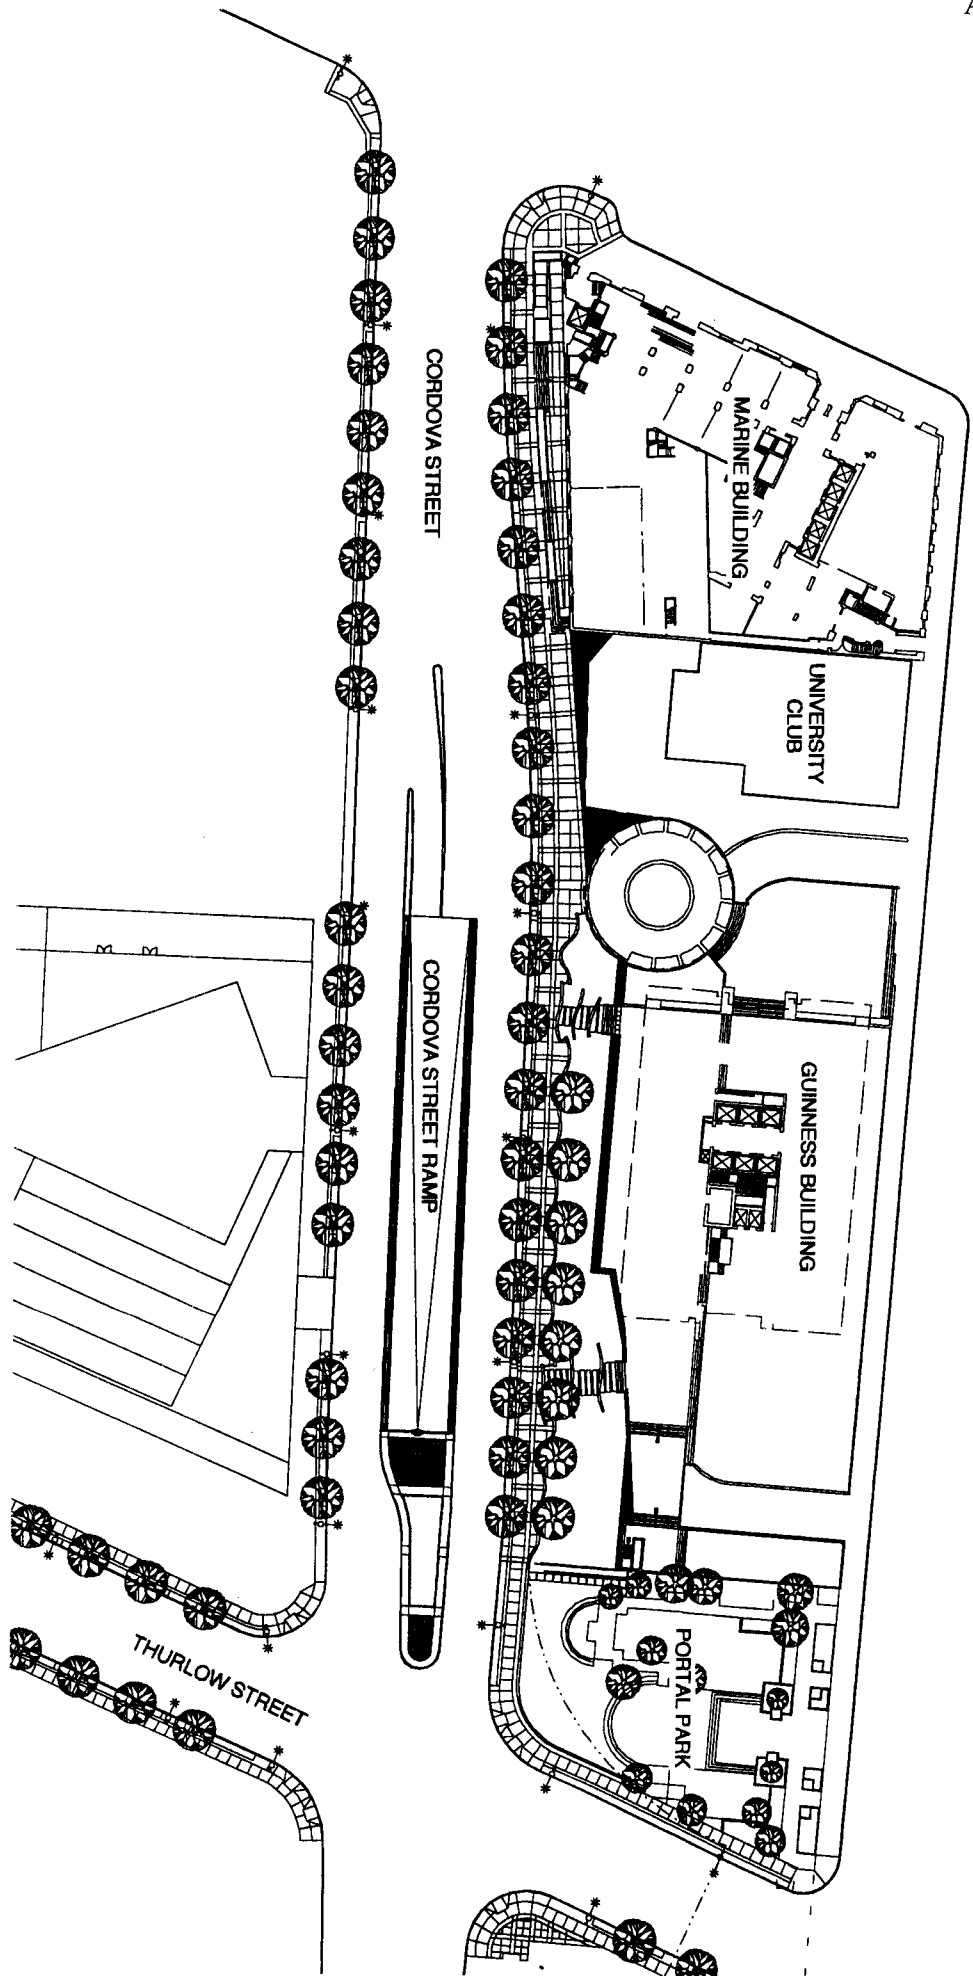 CORDOVA STREET
MARINE BUILDING
UNIVERSITY
CLUB
CORDOVA STREET RAMP
GUINNESS BUILDING
PORTAL PARK
THURLOW STREET